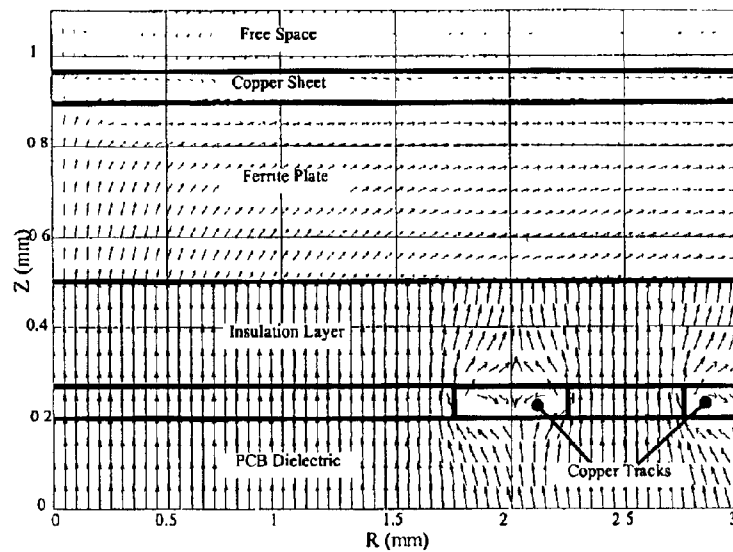 Free Space
1
Copper Sheet
0.8
Ferrite Plate
0 6
Z (mm)
0.4
Insulation Layer
0 2
PCB Dielectric
Copper Tracks
0
0 0.5 1 1.5 2 2 5 3
R (mm)